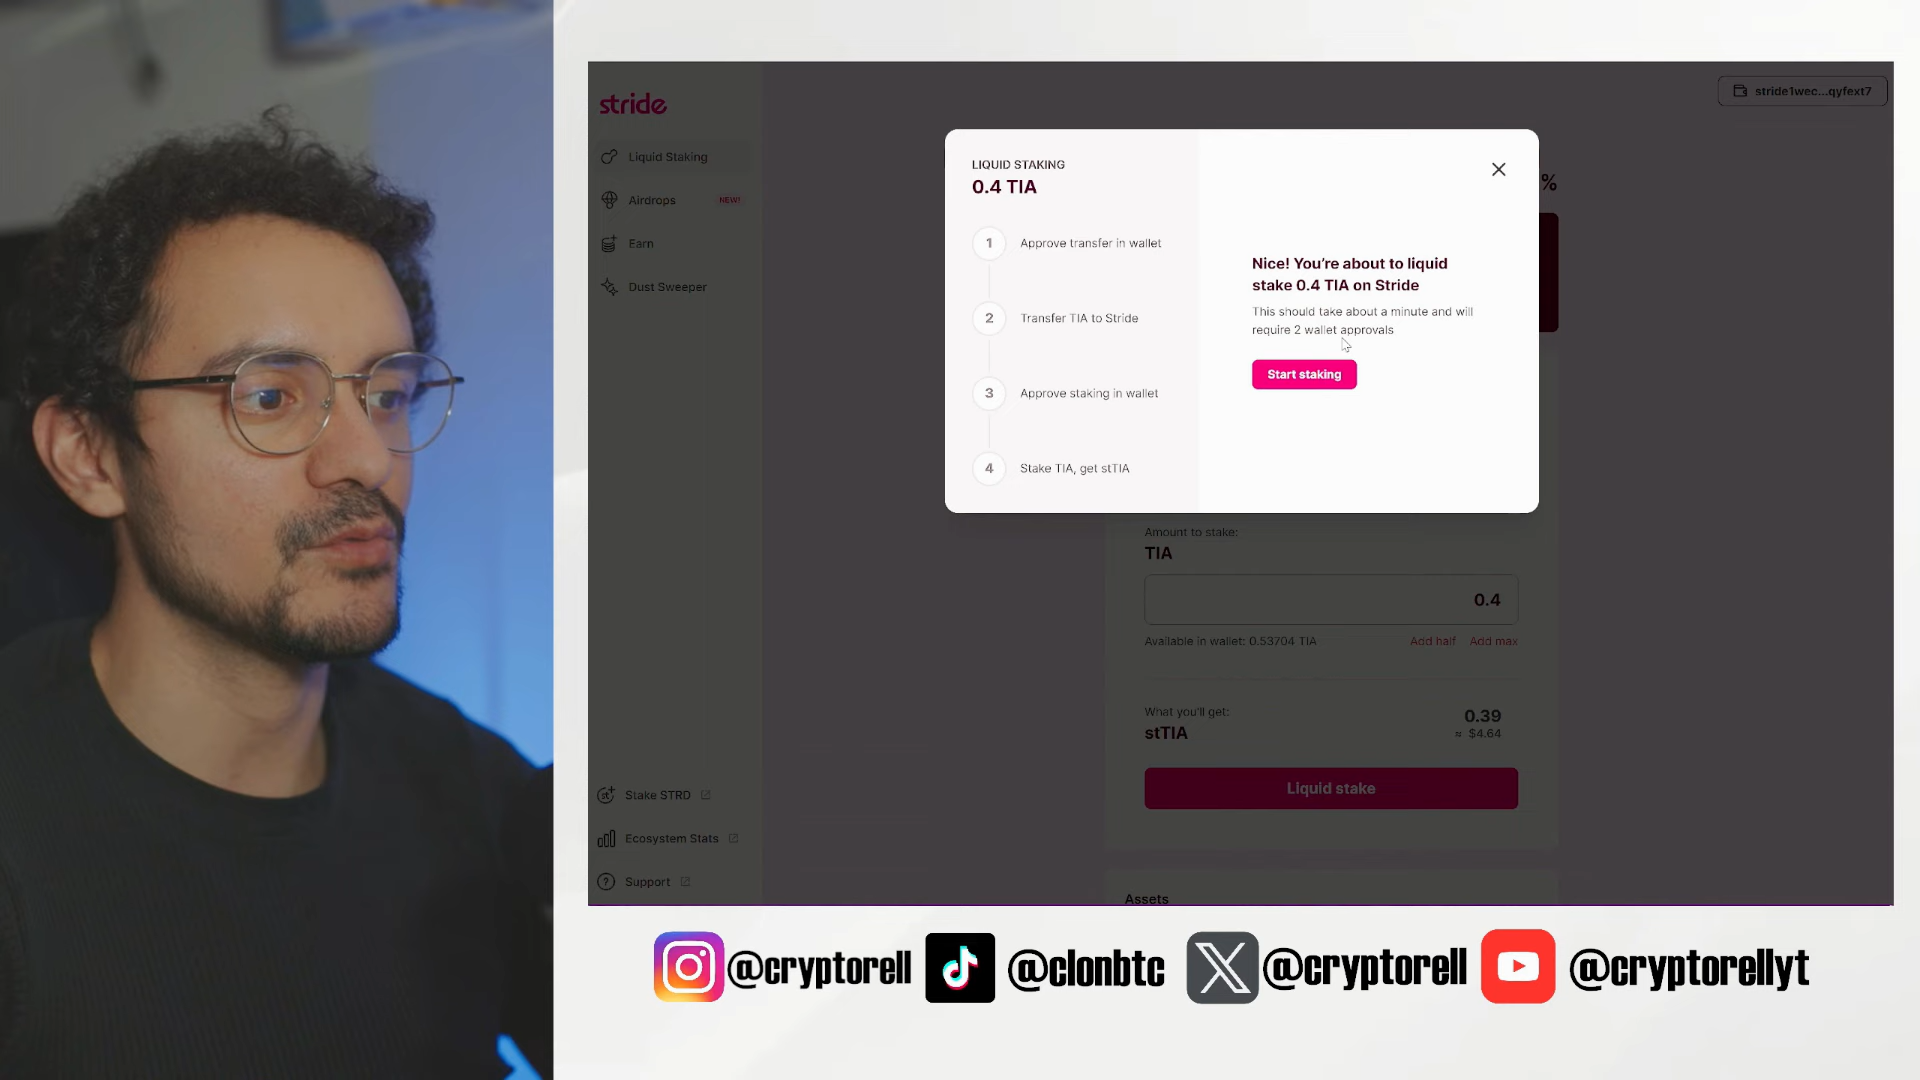 stride
stride1wec...qyfext7
Liquid Staking
Airdrops
NEW!
Earn
Dust Sweeper
%
LIQUID STAKING
0.4 TIA
1 Approve transfer in wallet
2 Transfer TIA to Stride
3 Approve staking in wallet
4 Stake TIA, get stTIA
Nice! You’re about to liquid
stake 0.4 TIA on Stride
This should take about a minute and will
require 2 wallet approvals
Start staking
Amount to stake:
TIA
0.4
Available in wallet: 0.53704 TIA
Add half
Add max
What you'll get:
stTIA
0.39
≈ $4.64
Liquid stake
Assets
Stake STRD
Ecosystem Stats
Support
@cryptorell
@clonbtc
@cryptorell
@cryptorellyt